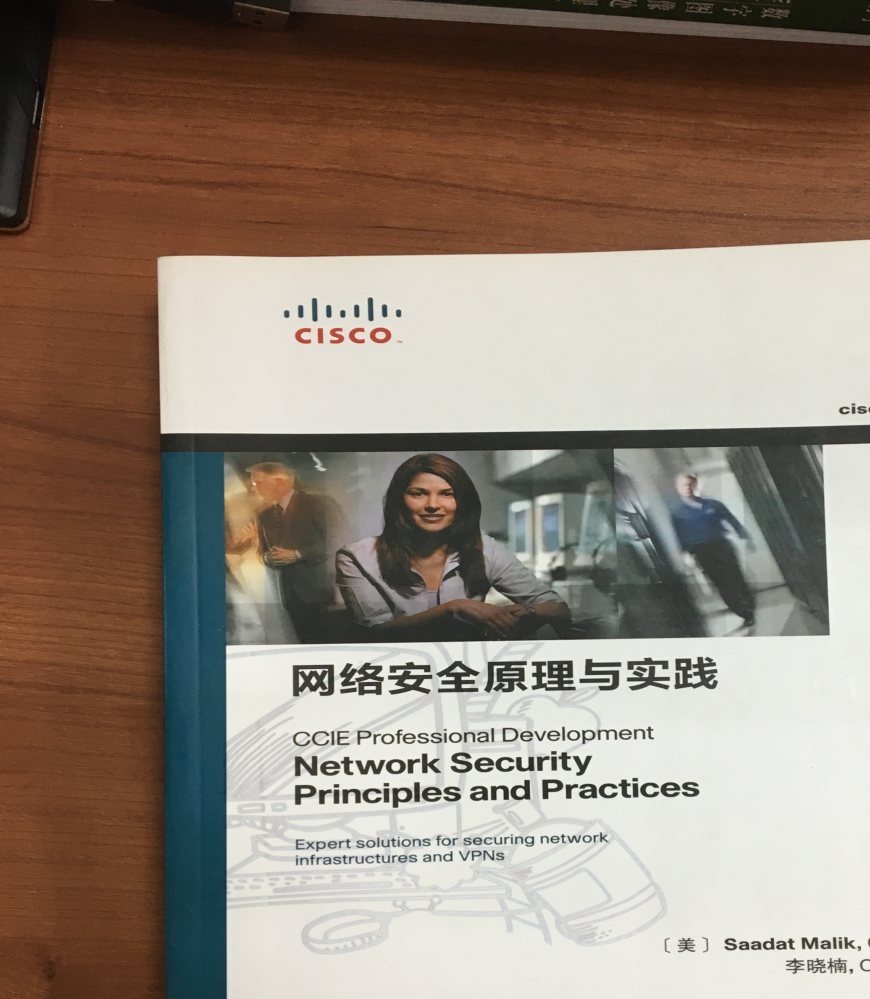 数字图像处理
CISCO
cisc
网络安全原理与实践
CCIE Professional Development
Network Security
Principles and Practices
Expert solutions for securing network
infrastructures and VPNs
〔美〕 Saadat Malik,
李晓楠, C